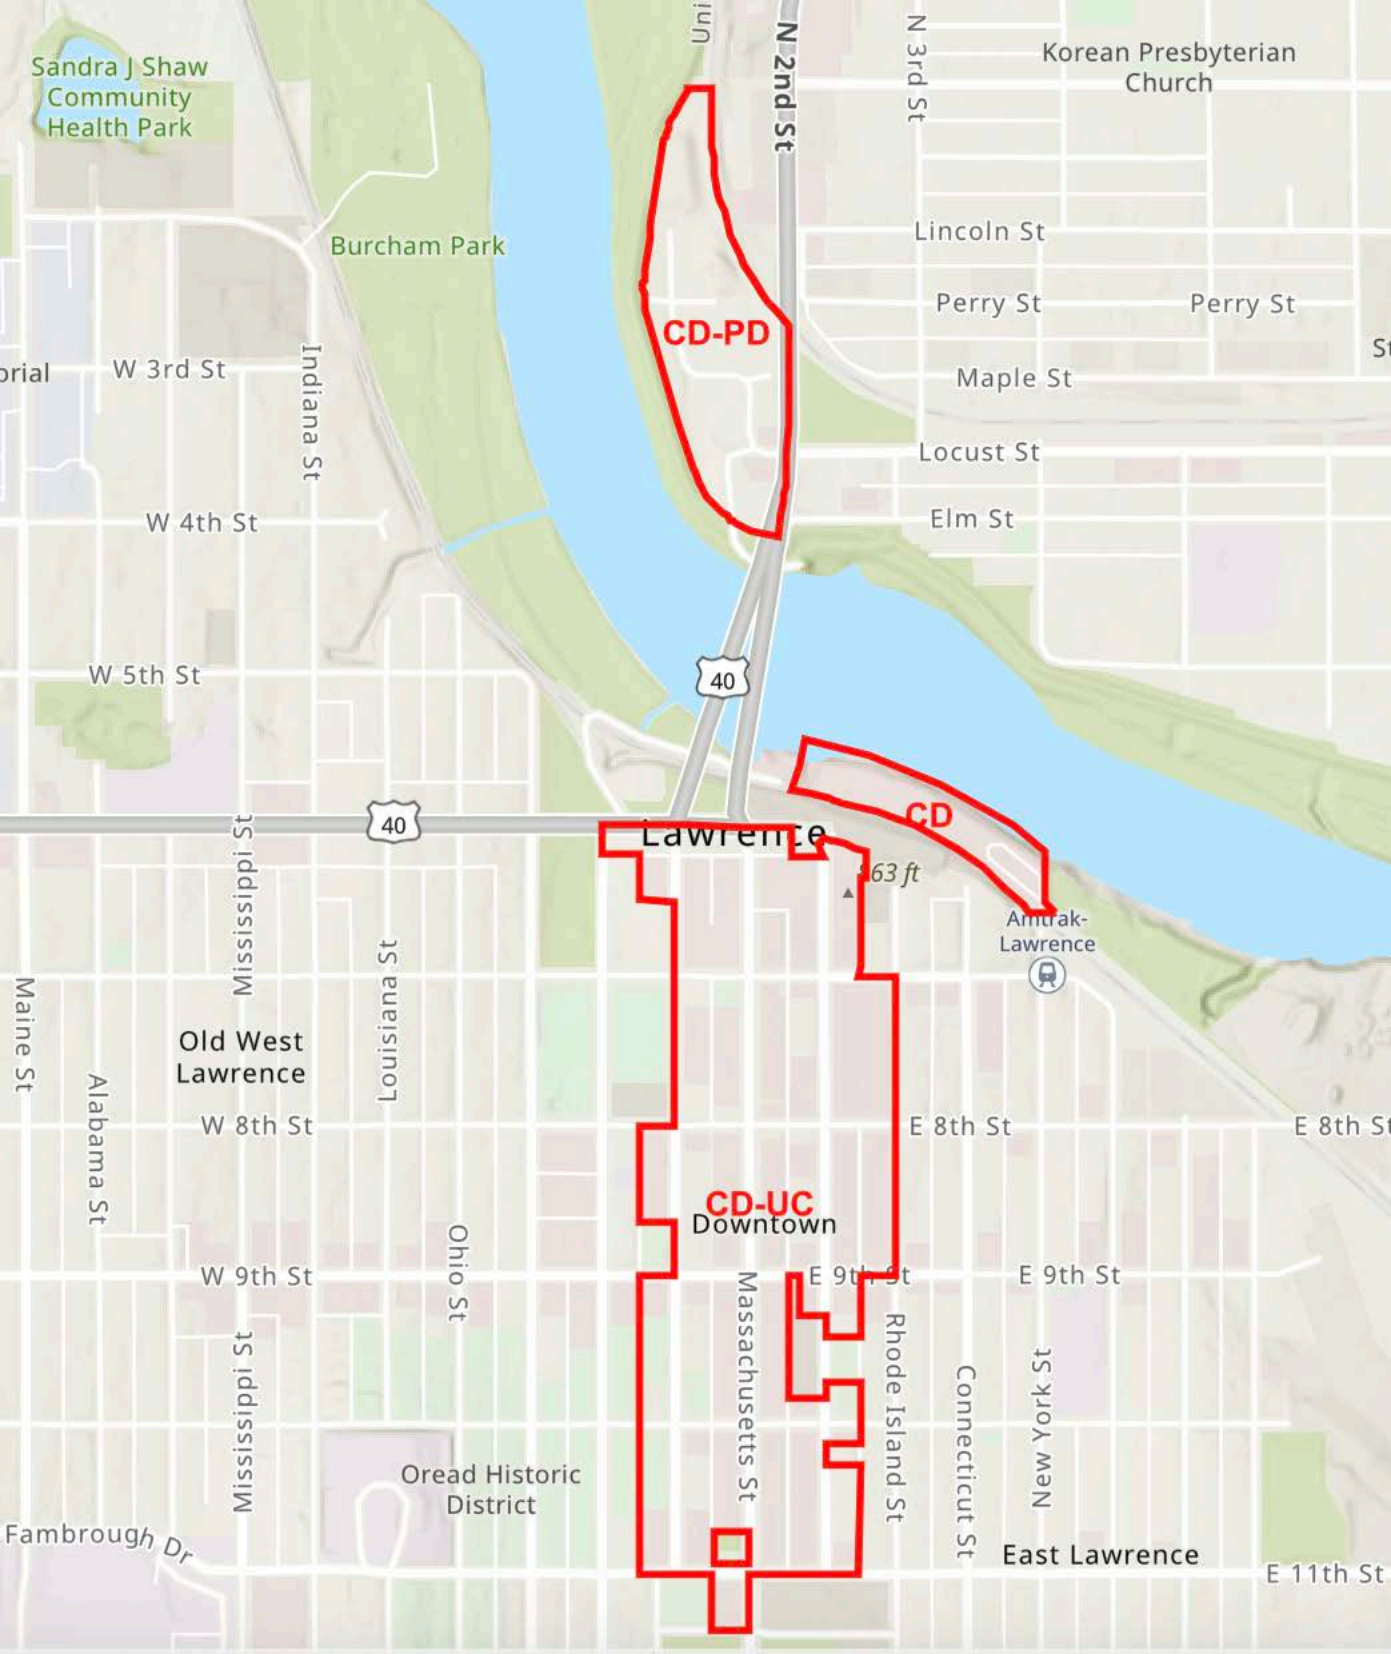 Uni
N 2nd St
N 3rd St
Korean Presbyterian
Church
Sandra J Shaw
Community
Health Park
Burcham Park
Lincoln St
Perry St
Perry St
CD-PD
W 3rd St
orial
Indiana St
Maple St
St
Locust St
W 4th St
Elm St
W 5th St
40
40
CD
Lawrence
63 ft
Amtrak-
Lawrence
Mississippi St
Louisiana St
Maine St
Old West
Lawrence
Alabama St
W 8th St
E 8th St
E 8th St
CD-UC
Downtown
Ohio St
W 9th St
E 9th St
E 9th St
Massachusetts St
Rhode Island St
Mississippi St
Connecticut St
New York St
Oread Historic
District
Fambrough Dr
East Lawrence
E 11th St